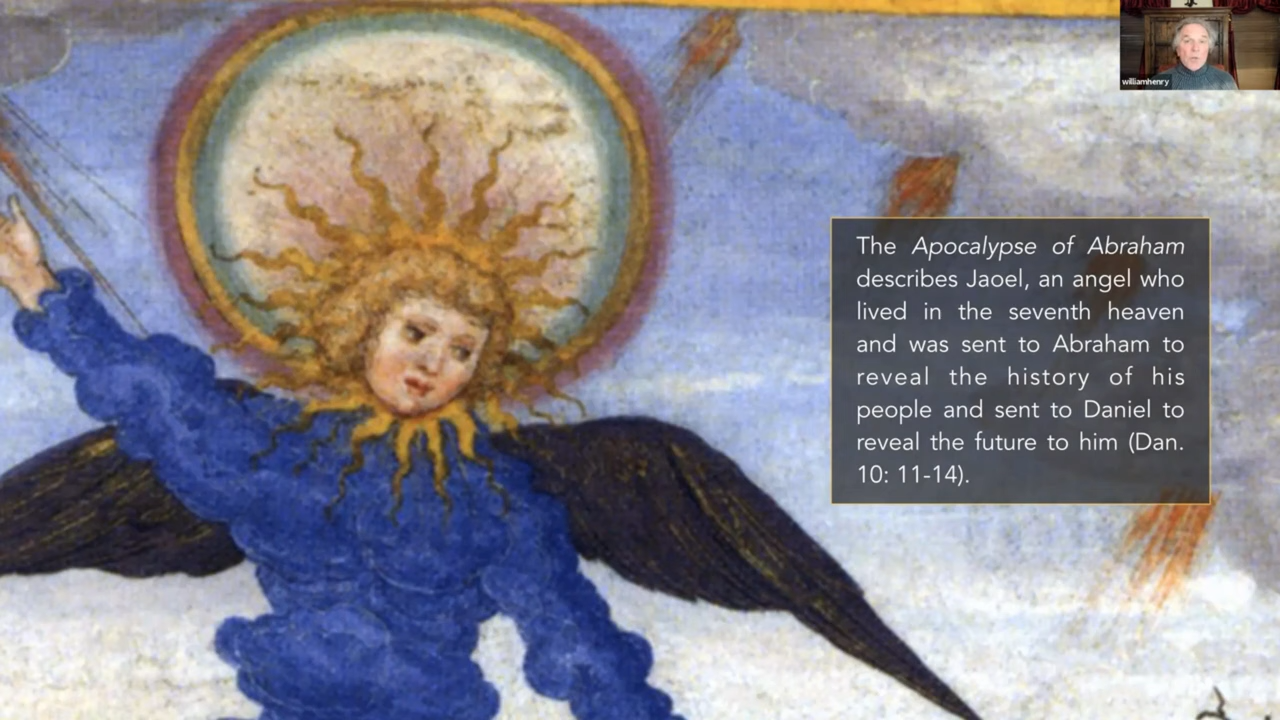 williamhenry
The Apocalypse of Abraham
describes Jaoel, an angel who
lived in the seventh heaven
and was sent to Abraham to
reveal the history of his
people and sent to Daniel to
reveal the future to him (Dan.
10: 11-14).